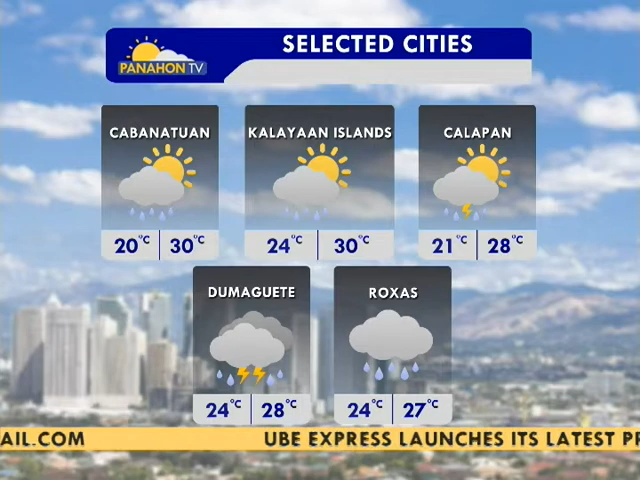 SELECTED CITIES
PANAHON TV
CABANATUAN
20°C 30°C
KALAYAAN ISLANDS
24°C 30°C
CALAPAN
21°C 28°C
DUMAGUETE
24°C 28°C
ROXAS
24°C 27°C
AIL.COM UBE EXPRESS LAUNCHES ITS LATEST PR